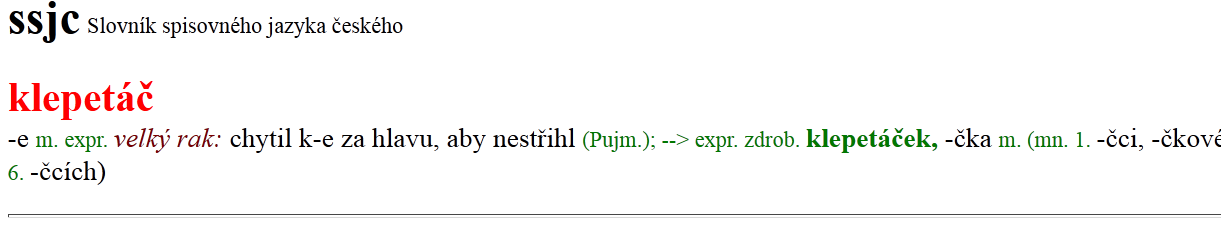 ssjc Slovník spisovného jazyka českého
klepetáč
-e m. expr. velký rak: chytil k-e za hlavu, aby nestřihl (Pujm.); --> expr. zdrob. klepetáček, -čka m. (mn. 1. -čci, -čkové
6. -čcích)